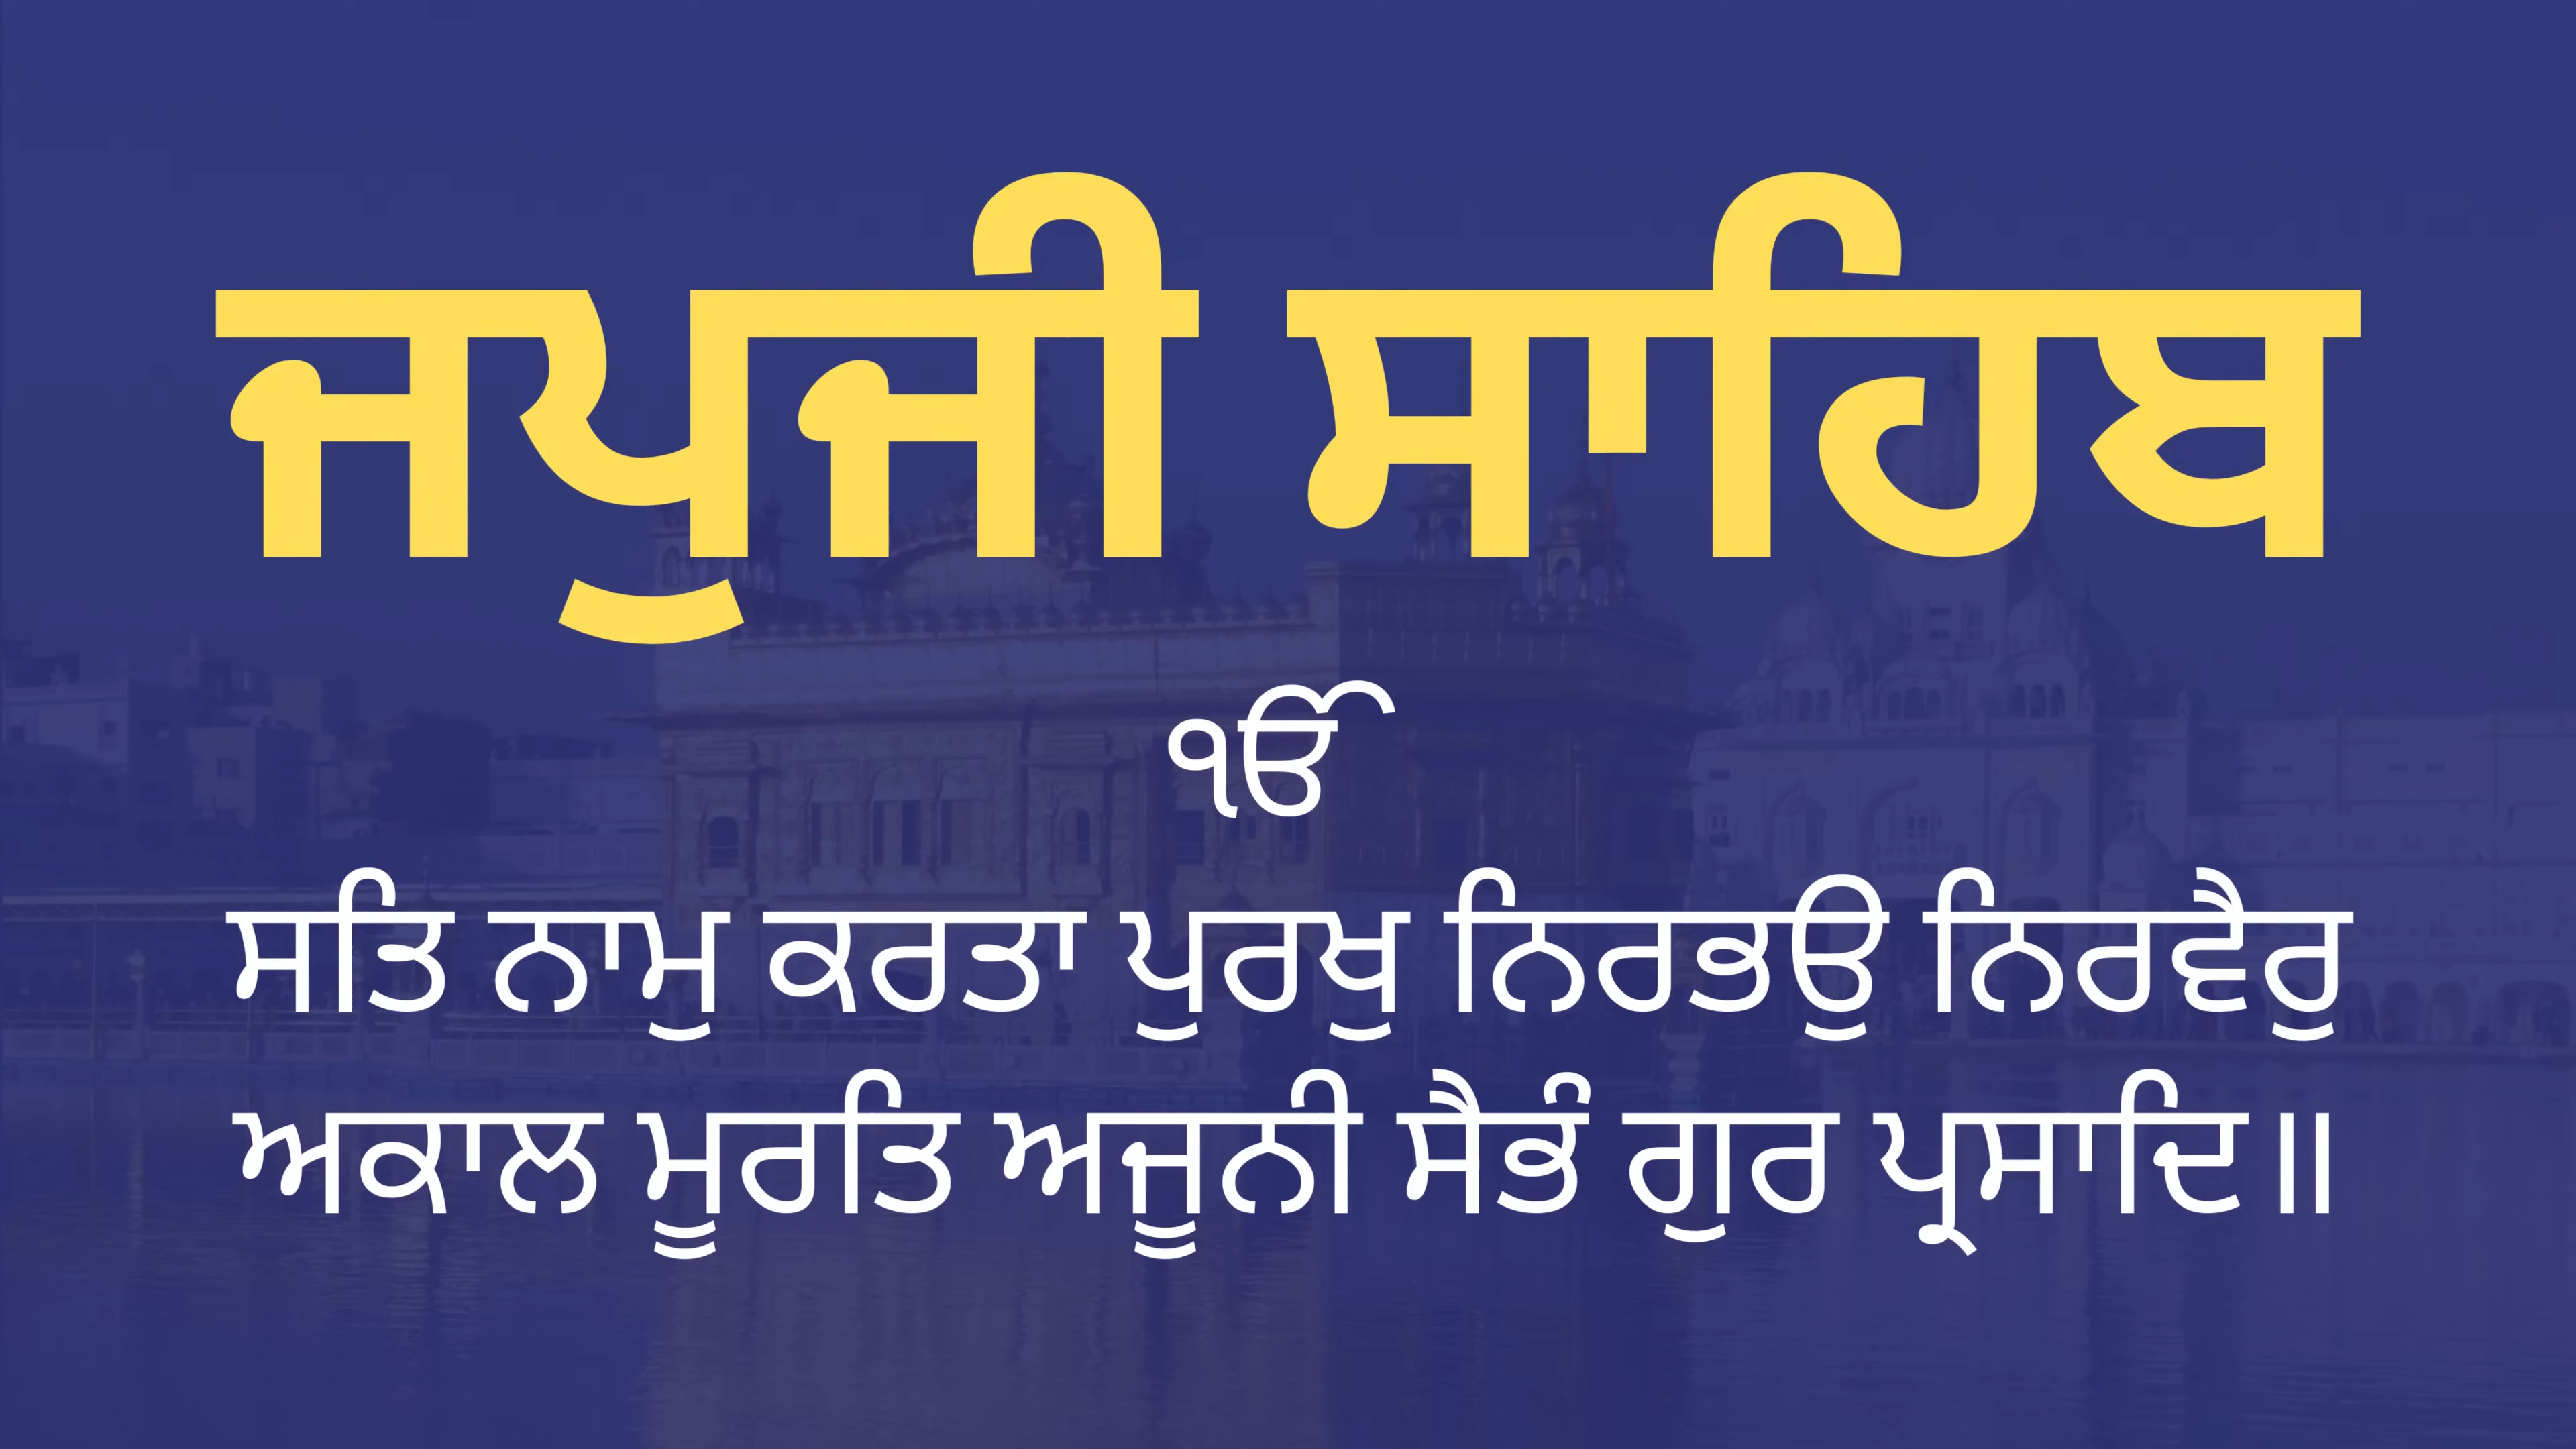 ਜਪੁਜੀ ਸਾਹਿਬ
ੴ
ਸਤਿ ਨਾਮੁ ਕਰਤਾ ਪੁਰਖੁ ਨਿਰਭਉ ਨਿਰਵੈਰੁ
ਅਕਾਲ ਮੂਰਤਿ ਅਜੂਨੀ ਸੈਭੰ ਗੁਰ ਪ੍ਰਸਾਦਿ॥